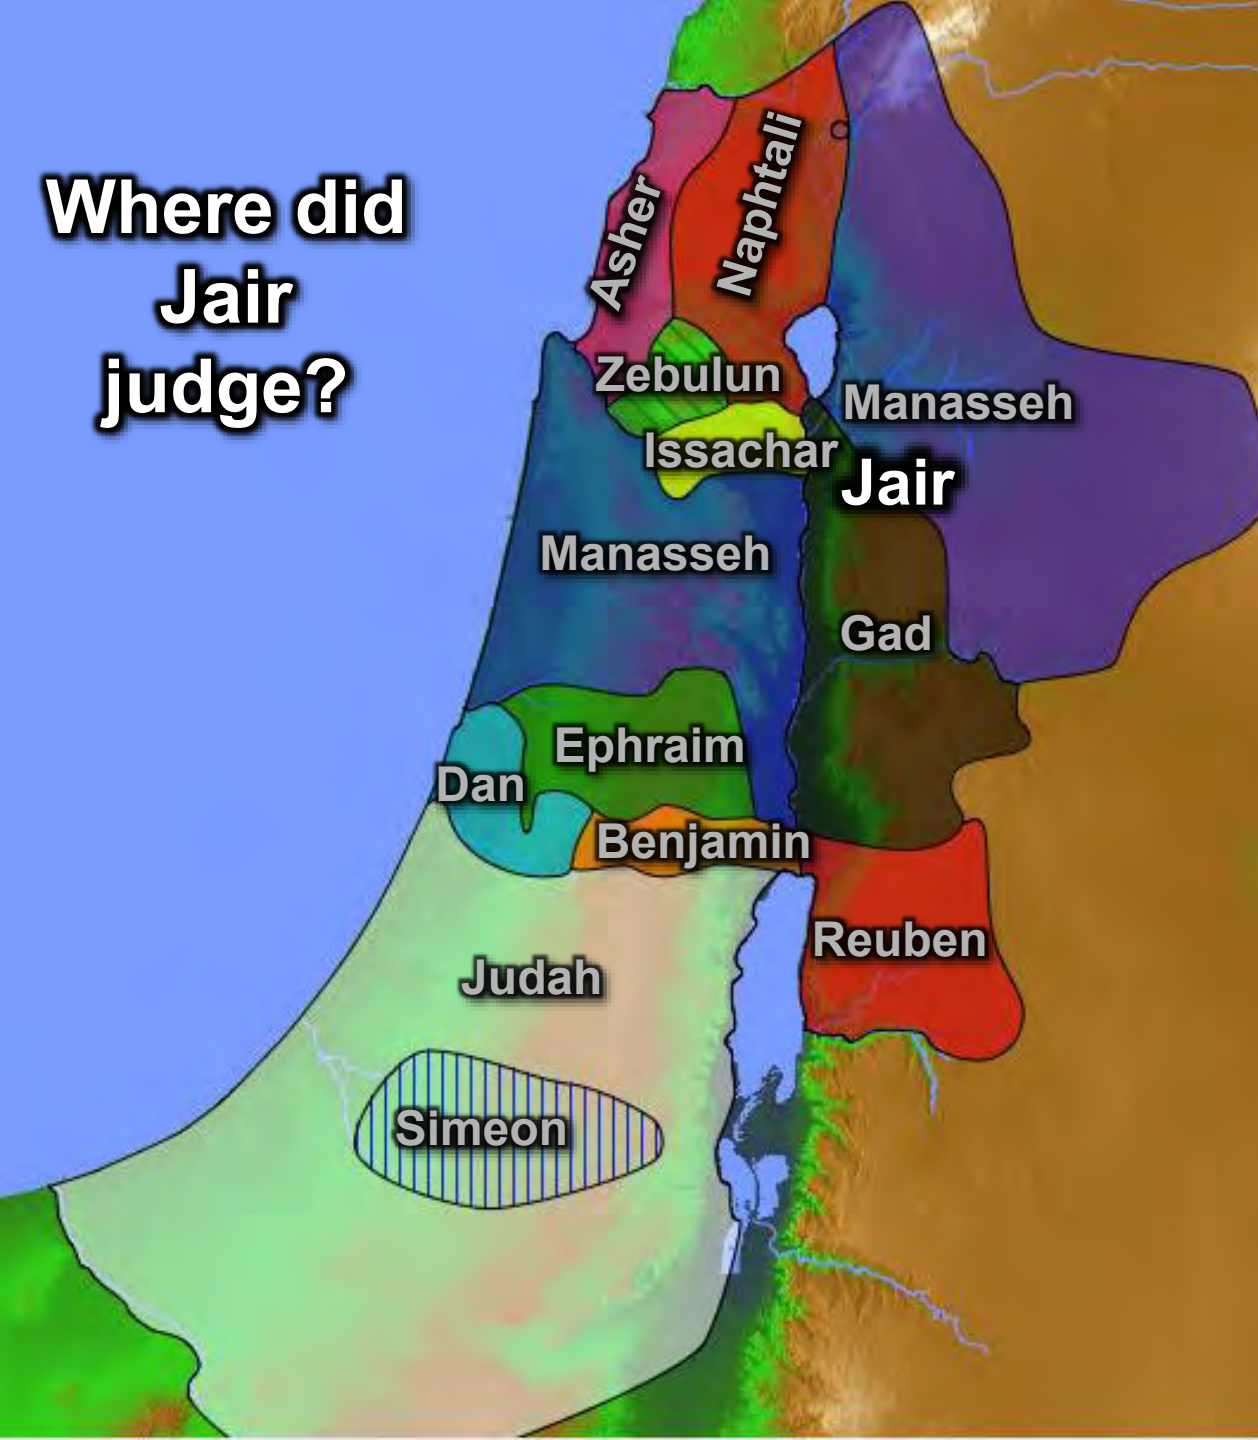 Where did
Jair
judge?
Asher
Naphtali
Zebulun
Manasseh
Issachar
Jair
Manasseh
Gad
Ephraim
Dan
Benjamin
Reuben
Judah
Simeon